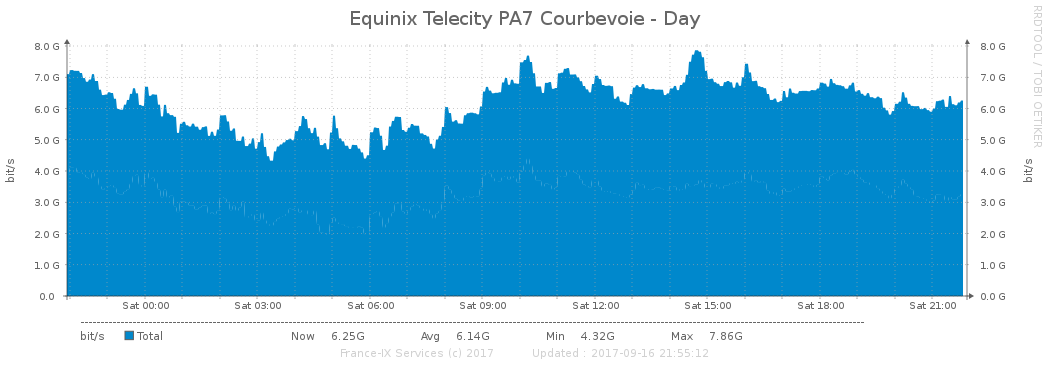 Equinix Telecity PA7 Courbevoie - Day
RRDTOOL / TOBI OETIKER
bit/s
8.0 G
7.0 G
6.0 G
5.0 G
4.0 G
3.0 G
2.0 G
1.0 G
0.0
8.0 G
7.0 G
6.0 G
5.0 G
4.0 G
3.0 G
2.0 G
1.0 G
0.0 G
bit/s
Sat 00:00 Sat 03:00 Sat 06:00 Sat 09:00 Sat 12:00 Sat 15:00 Sat 18:00 Sat 21:00
bit/s Total Now 6.25G Avg 6.14G Min 4.32G Max 7.86G
France-IX Services (c) 2017 Updated : 2017-09-16 21:55:12